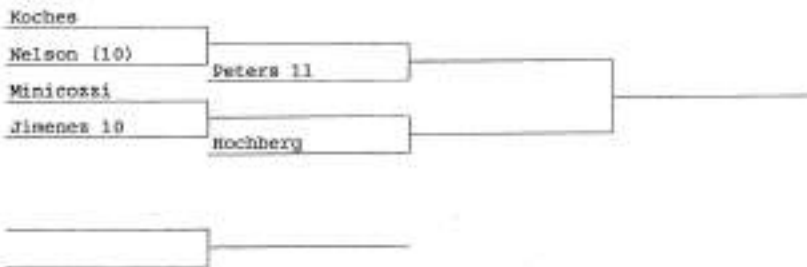 Koches
Nelson (10)
Peters 11
Minicozzi
Jimenez 10
Hochberg